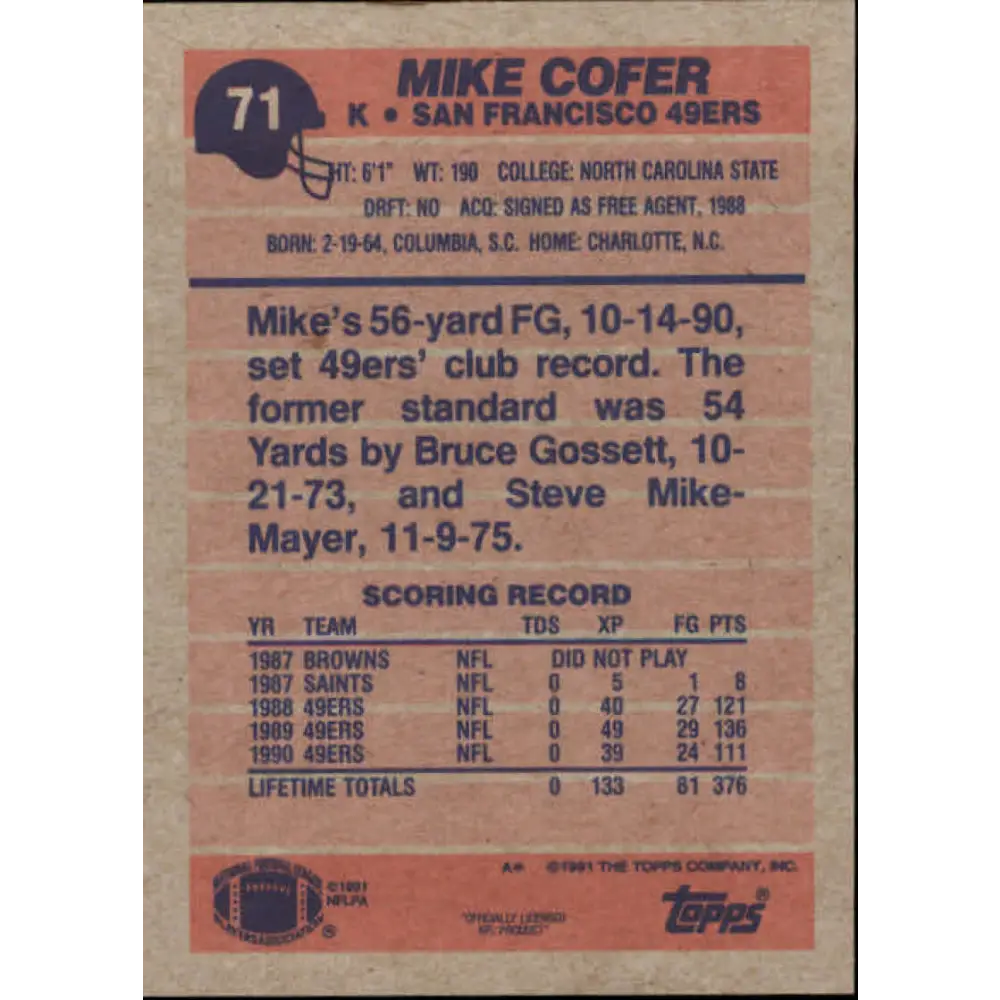 71
MIKE COFER
K • SAN FRANCISCO 49ERS
HT: 6'1" WT: 190 COLLEGE: NORTH CAROLINA STATE
DRFT: NO ACQ: SIGNED AS FREE AGENT, 1988
BORN: 2-19-64, COLUMBIA, S.C. HOME: CHARLOTTE, N.C.
Mike's 56-yard FG, 10-14-90,
set 49ers' club record. The
former standard was 54
Yards by Bruce Gossett, 10-
21-73, and Steve Mike-
Mayer, 11-9-75.
SCORING RECORD
YR TEAM TDS XP FG PTS
1987 BROWNS NFL DID NOT PLAY
1987 SAINTS NFL 0 5 1 8
1988 49ERS NFL 0 40 27 121
1989 49ERS NFL 0 49 29 136
1990 49ERS NFL 0 39 24 111
LIFETIME TOTALS 0 133 81 376
A* ©1991 THE TOPPS COMPANY, INC.
NATIONAL FOOTBALL LEAGUE
PLAYERS ASSOCIATION ®
©1991
NFLPA
"OFFICIALLY LICENSED
NFL PRODUCT"
topps®